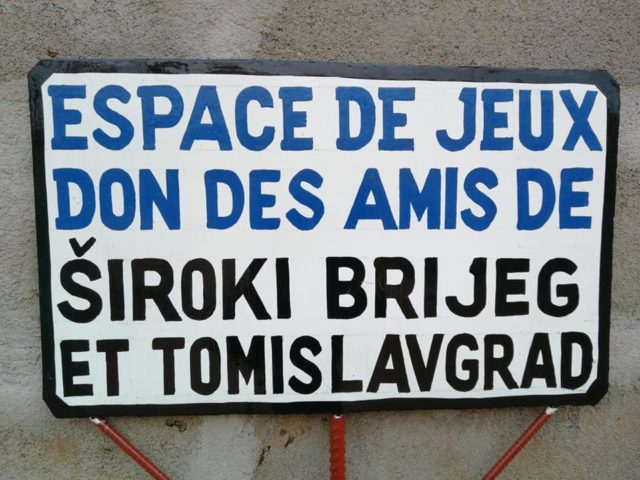 ESPACE DE JEUX
DON DES AMIS DE
ŠIROKI BRIJEG
ET TOMISLAVGRAD